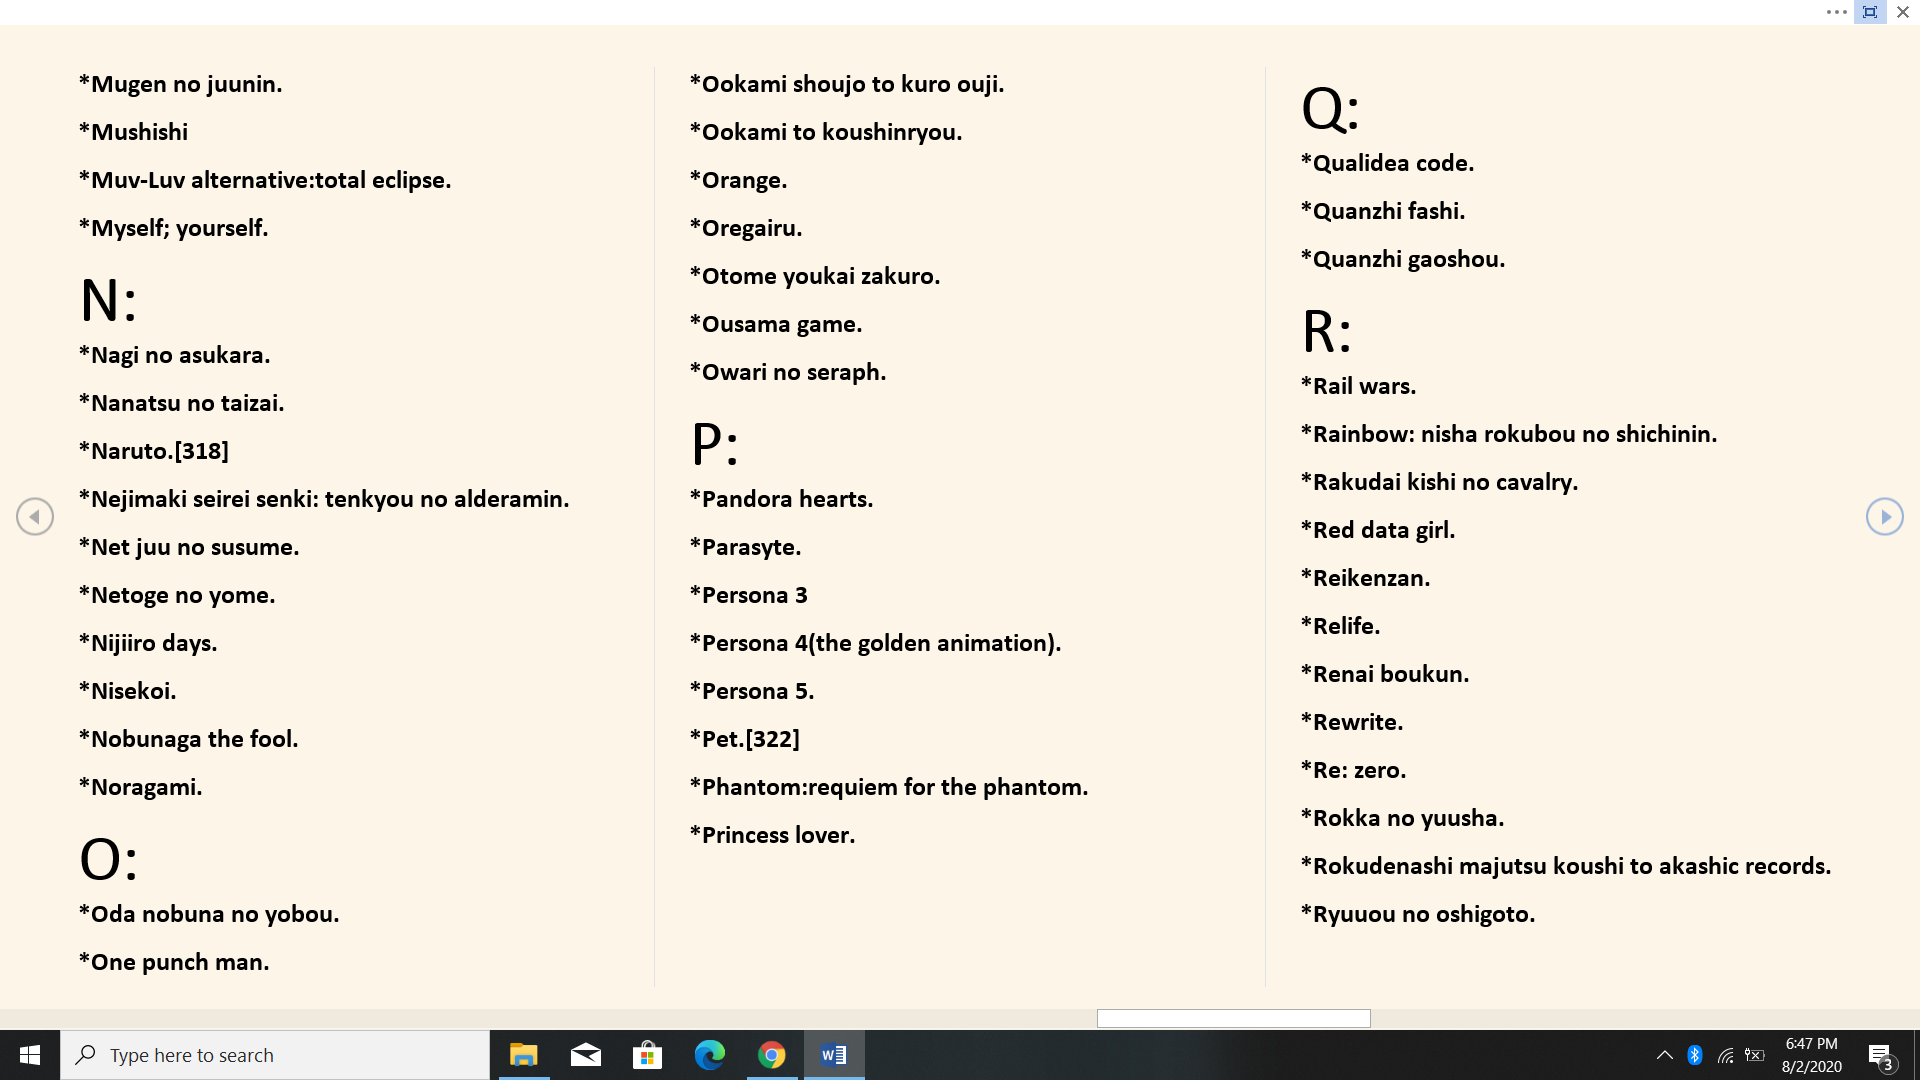 *Mugen no juunin.
*Mushishi
*Muv-Luv alternative:total eclipse.
*Myself; yourself.
N:
*Nagi no asukara.
*Nanatsu no taizai.
*Naruto.[318]
*Nejimaki seirei senki: tenkyou no alderamin.
*Net juu no susume.
*Netoge no yome.
*Nijiiro days.
*Nisekoi.
*Nobunaga the fool.
*Noragami.
O:
*Oda nobuna no yobou.
*One punch man.
*Ookami shoujo to kuro ouji.
*Ookami to koushinryou.
*Orange.
*Oregairu.
*Otome youkai zakuro.
*Ousama game.
*Owari no seraph.
P:
*Pandora hearts.
*Parasyte.
*Persona 3
*Persona 4(the golden animation).
*Persona 5.
*Pet.[322]
*Phantom:requiem for the phantom.
*Princess lover.
Q:
*Qualidea code.
*Quanzhi fashi.
*Quanzhi gaoshou.
R:
*Rail wars.
*Rainbow: nisha rokubou no shichinin.
*Rakudai kishi no cavalry.
*Red data girl.
*Reikenzan.
*Relife.
*Renai boukun.
*Rewrite.
*Re: zero.
*Rokka no yuusha.
*Rokudenashi majutsu koushi to akashic records.
*Ryuuou no oshigoto.
Type here to search
6:47 PM
8/2/2020
3